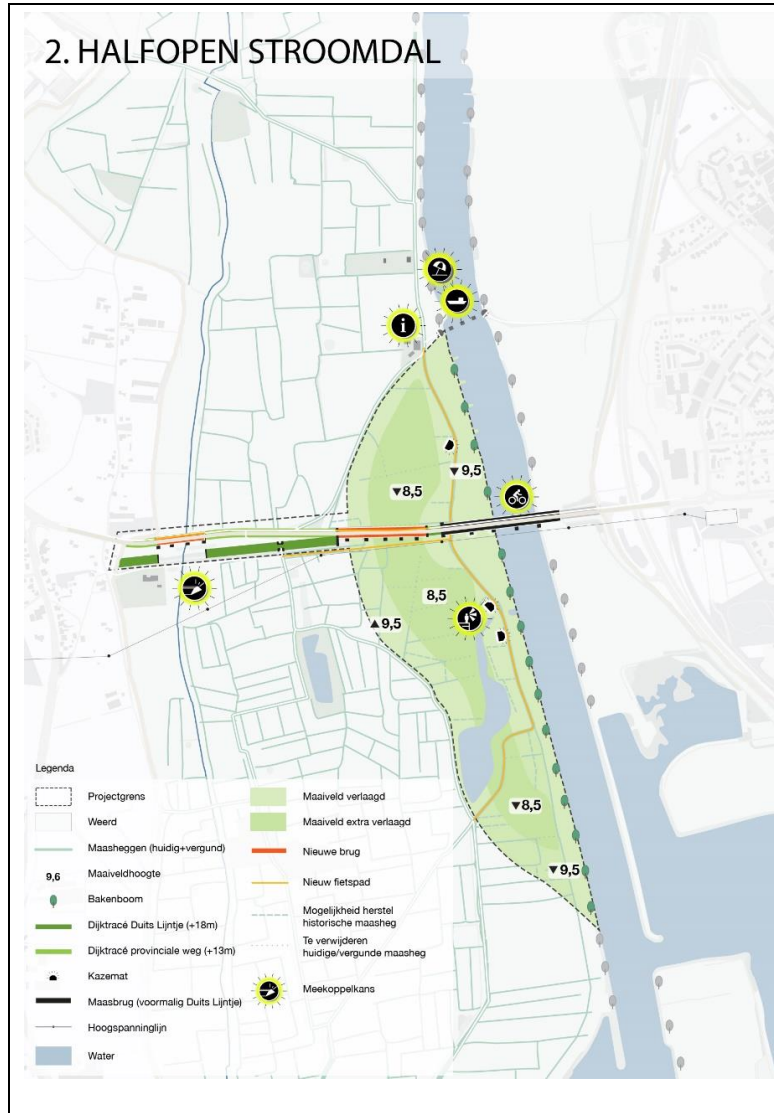 2. HALFOPEN STROOMDAL
i
▼9,5
▼8,5
8,5
▲9,5
▼8,5
▼9,5
Legenda
Projectgrens
Weerd
Maasheggen (huidig+vergund)
9,6 Maaiveldhoogte
Bakenboom
Dijktracé Duits Lijntje (+18m)
Dijktracé provinciale weg (+13m)
Kazemat
Maasbrug (voormalig Duits Lijntje)
Hoogspanninglijn
Water
Maaiveld verlaagd
Maaiveld extra verlaagd
Nieuwe brug
Nieuw fietspad
Mogelijkheid herstel
historische maasheg
Te verwijderen
huidige/vergunde maasheg
Meekoppelkans